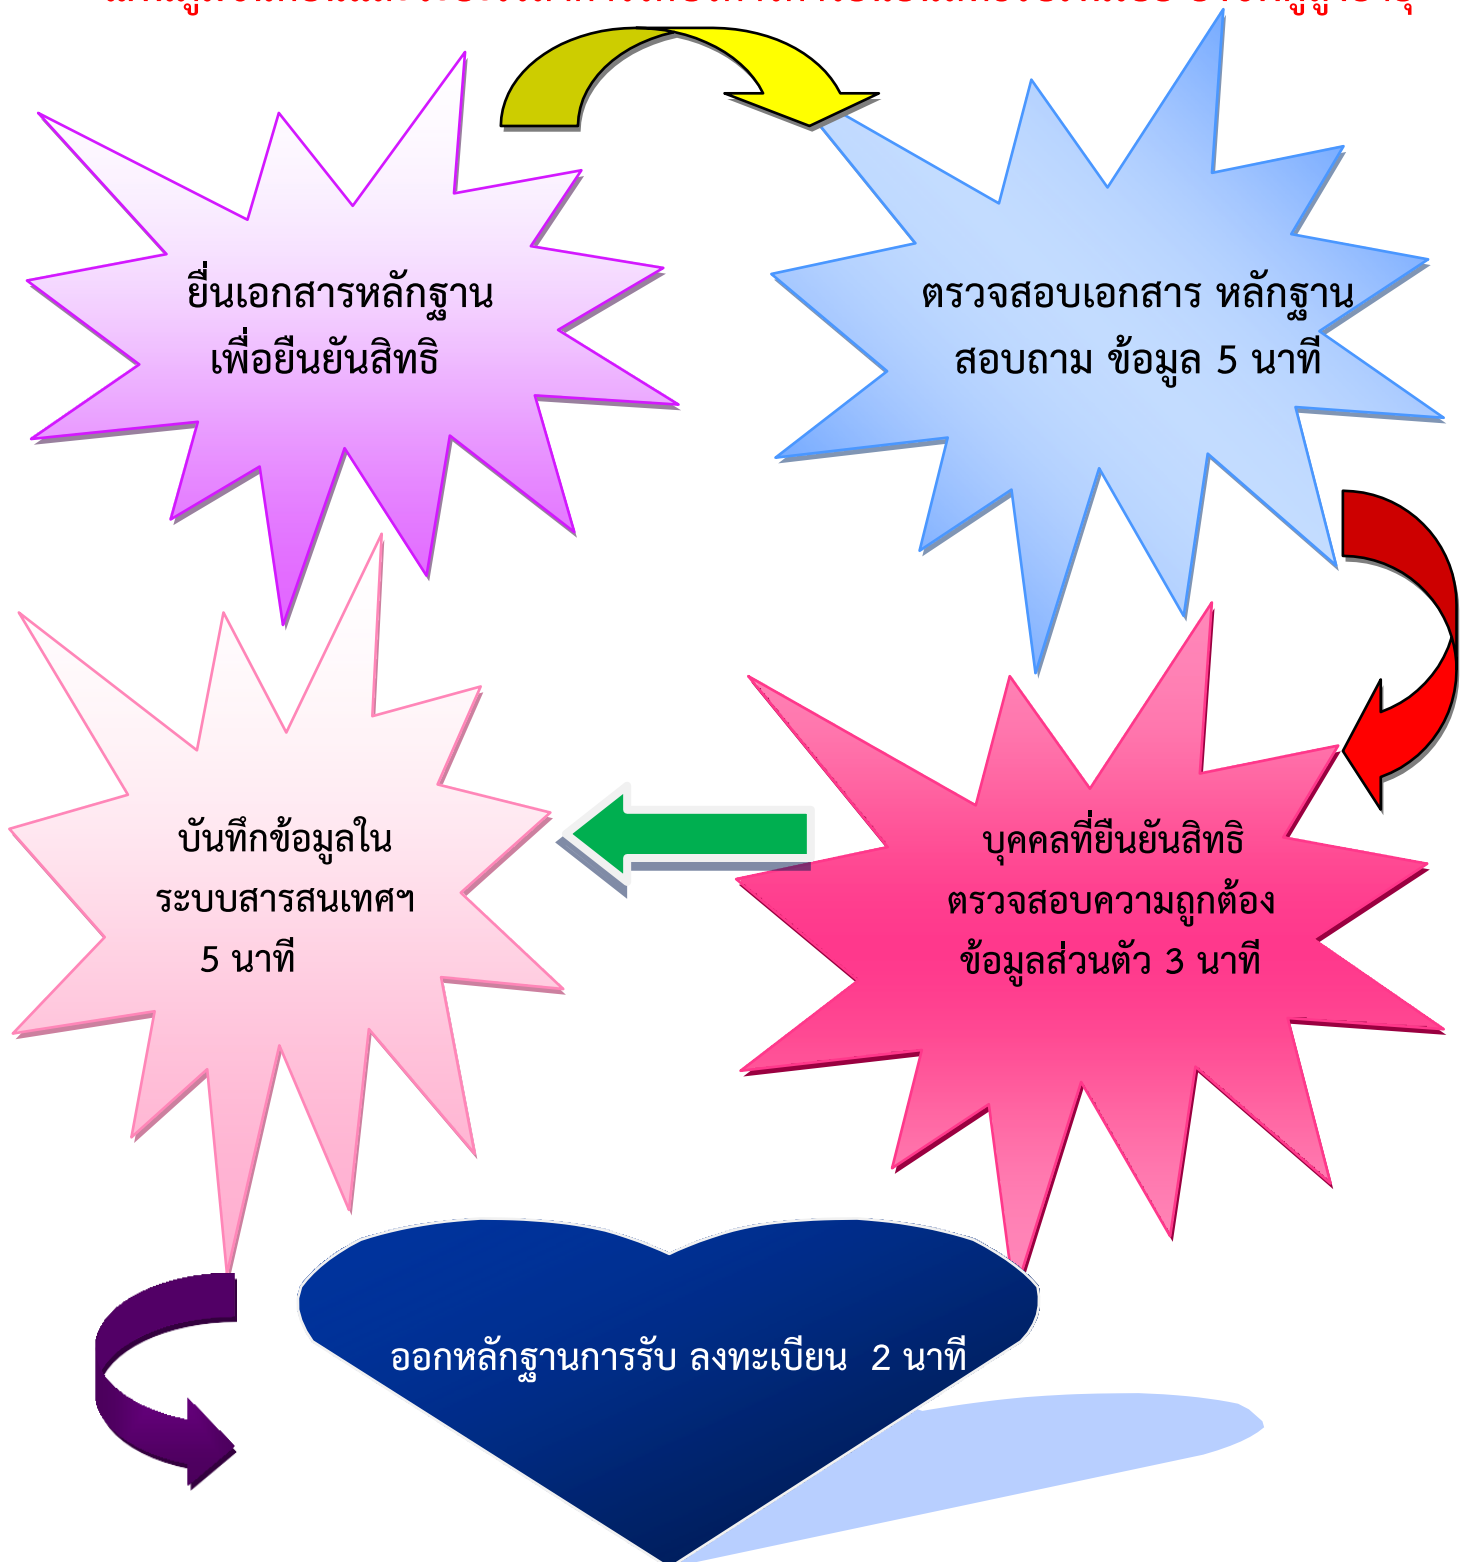 ยื่นเอกสารหลักฐาน
เพื่อยืนยันสิทธิ
ตรวจสอบเอกสาร หลักฐาน
สอบถาม ข้อมูล 5 นาที
บุคคลที่ยืนยันสิทธิ
ตรวจสอบความถูกต้อง
ข้อมูลส่วนตัว 3 นาที
บันทึกข้อมูลใน
ระบบสารสนเทศฯ
5 นาที
ออกหลักฐานการรับ ลงทะเบียน 2 นาที